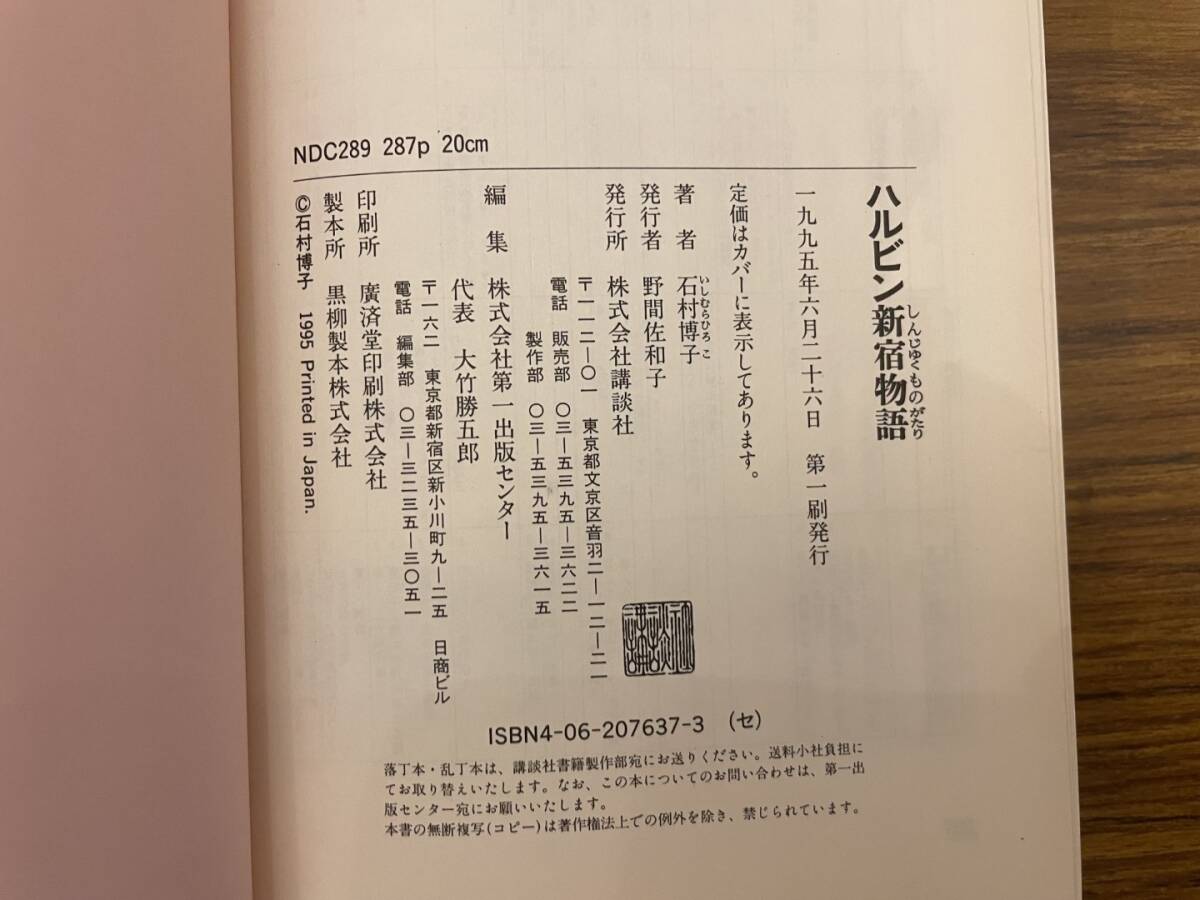 NDC289 287p 20cm
ハルビン新宿物語
しんじゆくものがたり
一九九五年六月二十六日 第一刷発行
定価はカバーに表示してあります。
著者 石村博子
いしむらひろこ
発行者 野間佐和子
発行所 株式会社講談社
〒一一二―〇一 東京都文京区音羽二―一二―二一
電話 販売部 〇三―五三九五―三六二二
製作部 〇三―五三九五―三六一五
編集 株式会社第一出版センター
代表 大竹勝五郎
〒一六二 東京都新宿区新小川町九―二五 日商ビル
電話 編集部 〇三―三二三五―三〇五一
印刷所 廣済堂印刷株式会社
製本所 黒柳製本株式会社
©石村博子 1995 Printed in Japan.
講談社
ISBN4-06-207637-3 (セ)
落丁本・乱丁本は、講談社書籍製作部宛にお送りください。送料小社負担に
てお取り替えいたします。なお、この本についてのお問い合わせは、第一出
版センター宛にお願いいたします。
本書の無断複写(コピー)は著作権法上での例外を除き、禁じられています。